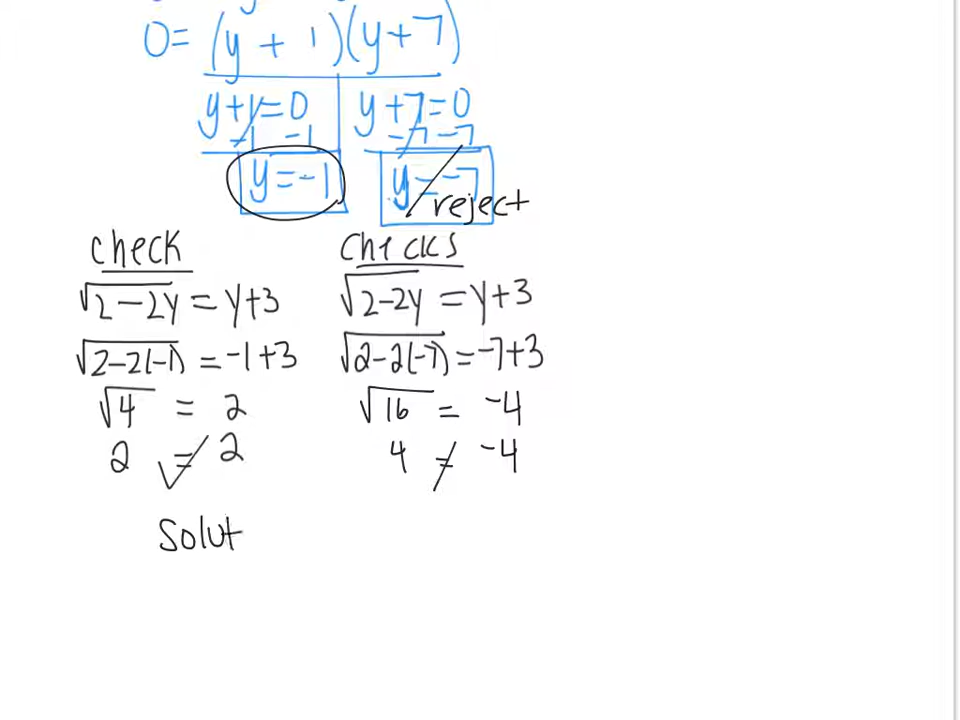 0 = (y + 1)(y + 7)
y+1=0 y+7=0
-1 -1 -7 -7
y = -1 y = -7
reject
Check Checks
√2-2y = y+3 √2-2y = y+3
√2-2(-1) = -1+3 √2-2(-7) = -7+3
√4 = 2 √16 = -4
2 = 2 4 ≠ -4
Solut